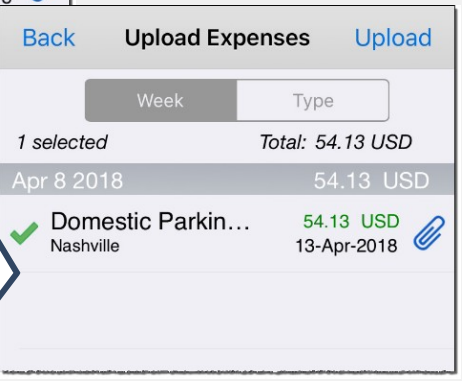 Back Upload Expenses Upload
Week Type
1 selected Total: 54.13 USD
Apr 8 2018 54.13 USD
Domestic Parkin... 54.13 USD
Nashville 13-Apr-2018